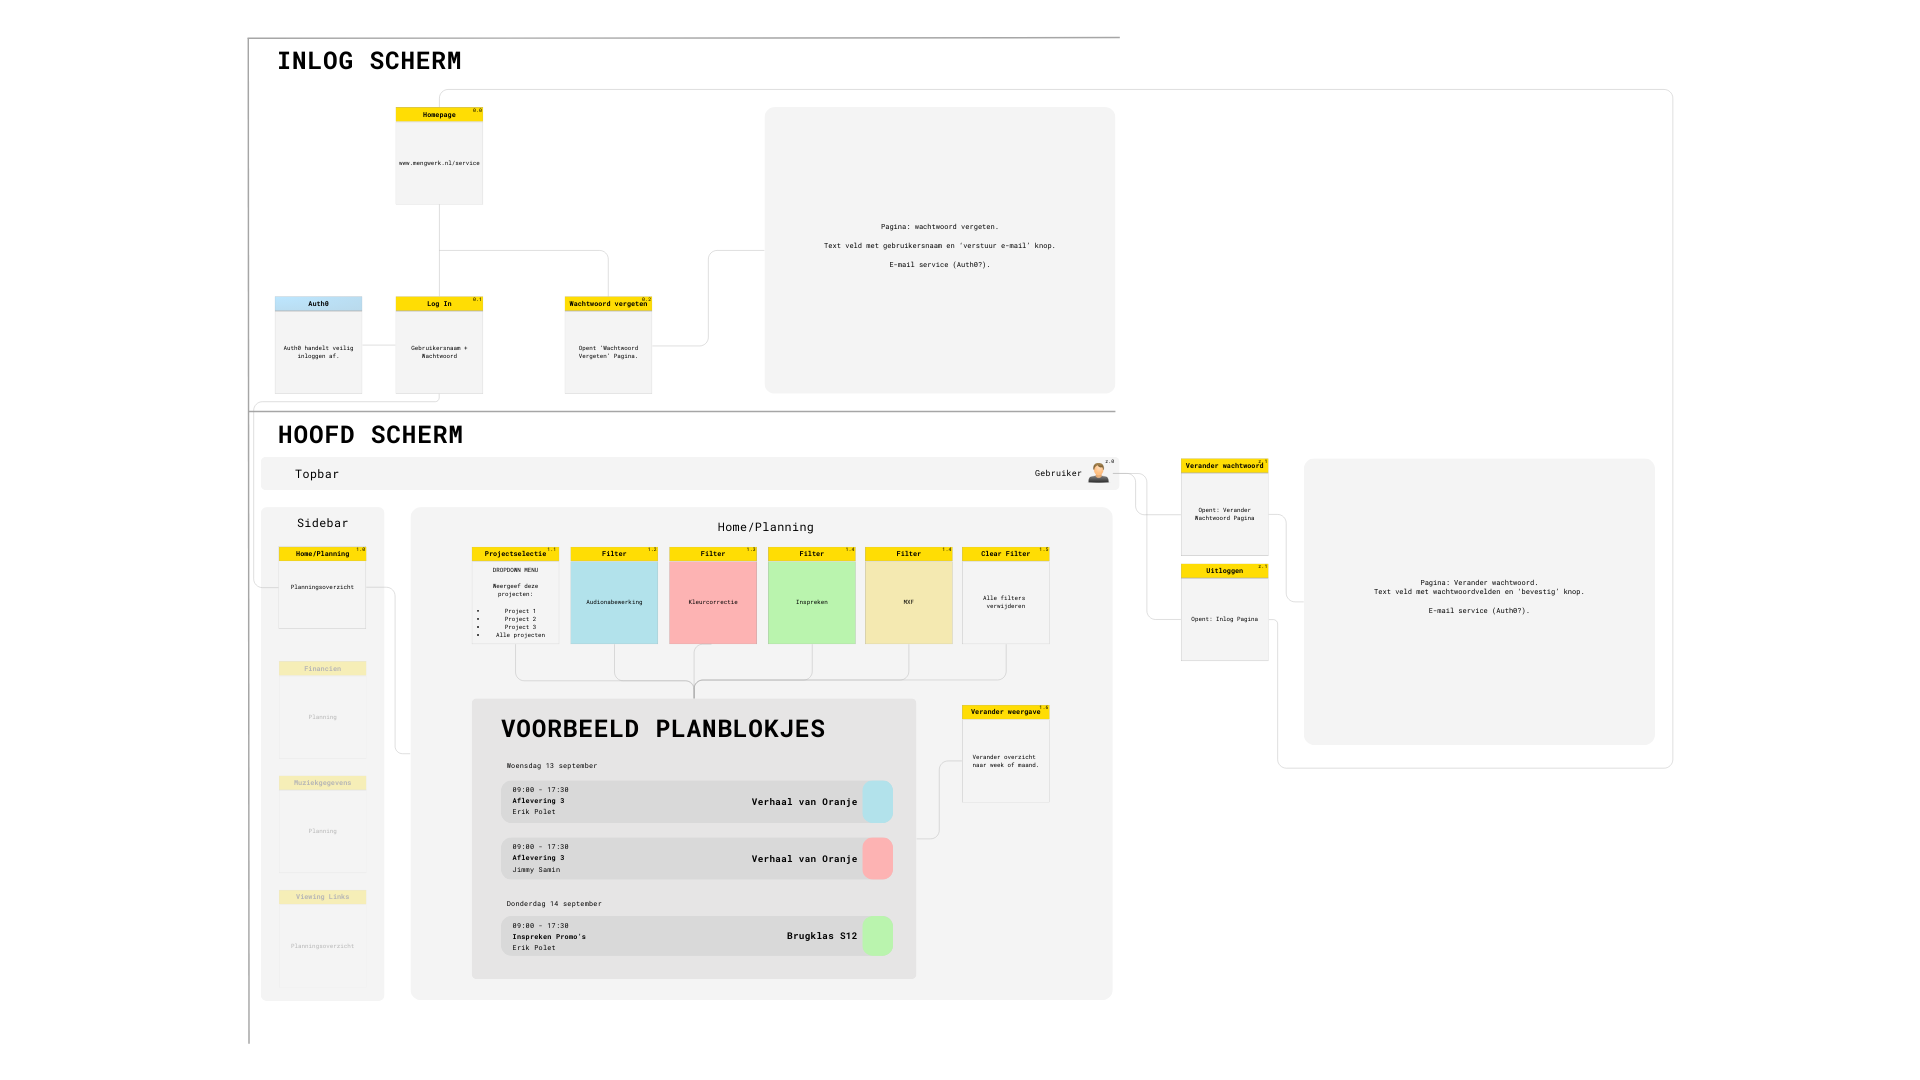 INLOG SCHERM
0.0
Homepage
www.mengwerk.nl/service
Auth0
Auth0 handelt veilig
inloggen af.
0.1
Log In
Gebruikersnaam +
Wachtwoord
0.2
Wachtwoord vergeten
Opent 'Wachtwoord
Vergeten' Pagina.
Pagina: wachtwoord vergeten.
Text veld met gebruikersnaam en 'verstuur e-mail' knop.
E-mail service (Auth0?).
HOOFD SCHERM
Topbar
Gebruiker
2.0
Sidebar
1.0
Home/Planning
Planningsoverzicht
Financien
Planning
Muziekgegevens
Planning
Viewing Links
Planningsoverzicht
Home/Planning
1.1
Projectselectie
DROPDOWN MENU
Weergeef deze
projecten:
• Project 1
• Project 2
• Project 3
• Alle projecten
1.2
Filter
Audionabewerking
1.3
Filter
Kleurcorrectie
1.4
Filter
Inspreken
1.4
Filter
MXF
1.5
Clear Filter
Alle filters
verwijderen
VOORBEELD PLANBLOKJES
Woensdag 13 september
09:00 - 17:30
Aflevering 3
Erik Polet
Verhaal van Oranje
09:00 - 17:30
Aflevering 3
Jimmy Samin
Verhaal van Oranje
Donderdag 14 september
09:00 - 17:30
Inspreken Promo's
Erik Polet
Brugklas S12
1.6
Verander weergave
Verander overzicht
naar week of maand.
2.1
Verander wachtwoord
Opent: Verander
Wachtwoord Pagina
2.1
Uitloggen
Opent: Inlog Pagina
Pagina: Verander wachtwoord.
Text veld met wachtwoordvelden en 'bevestig' knop.
E-mail service (Auth0?).